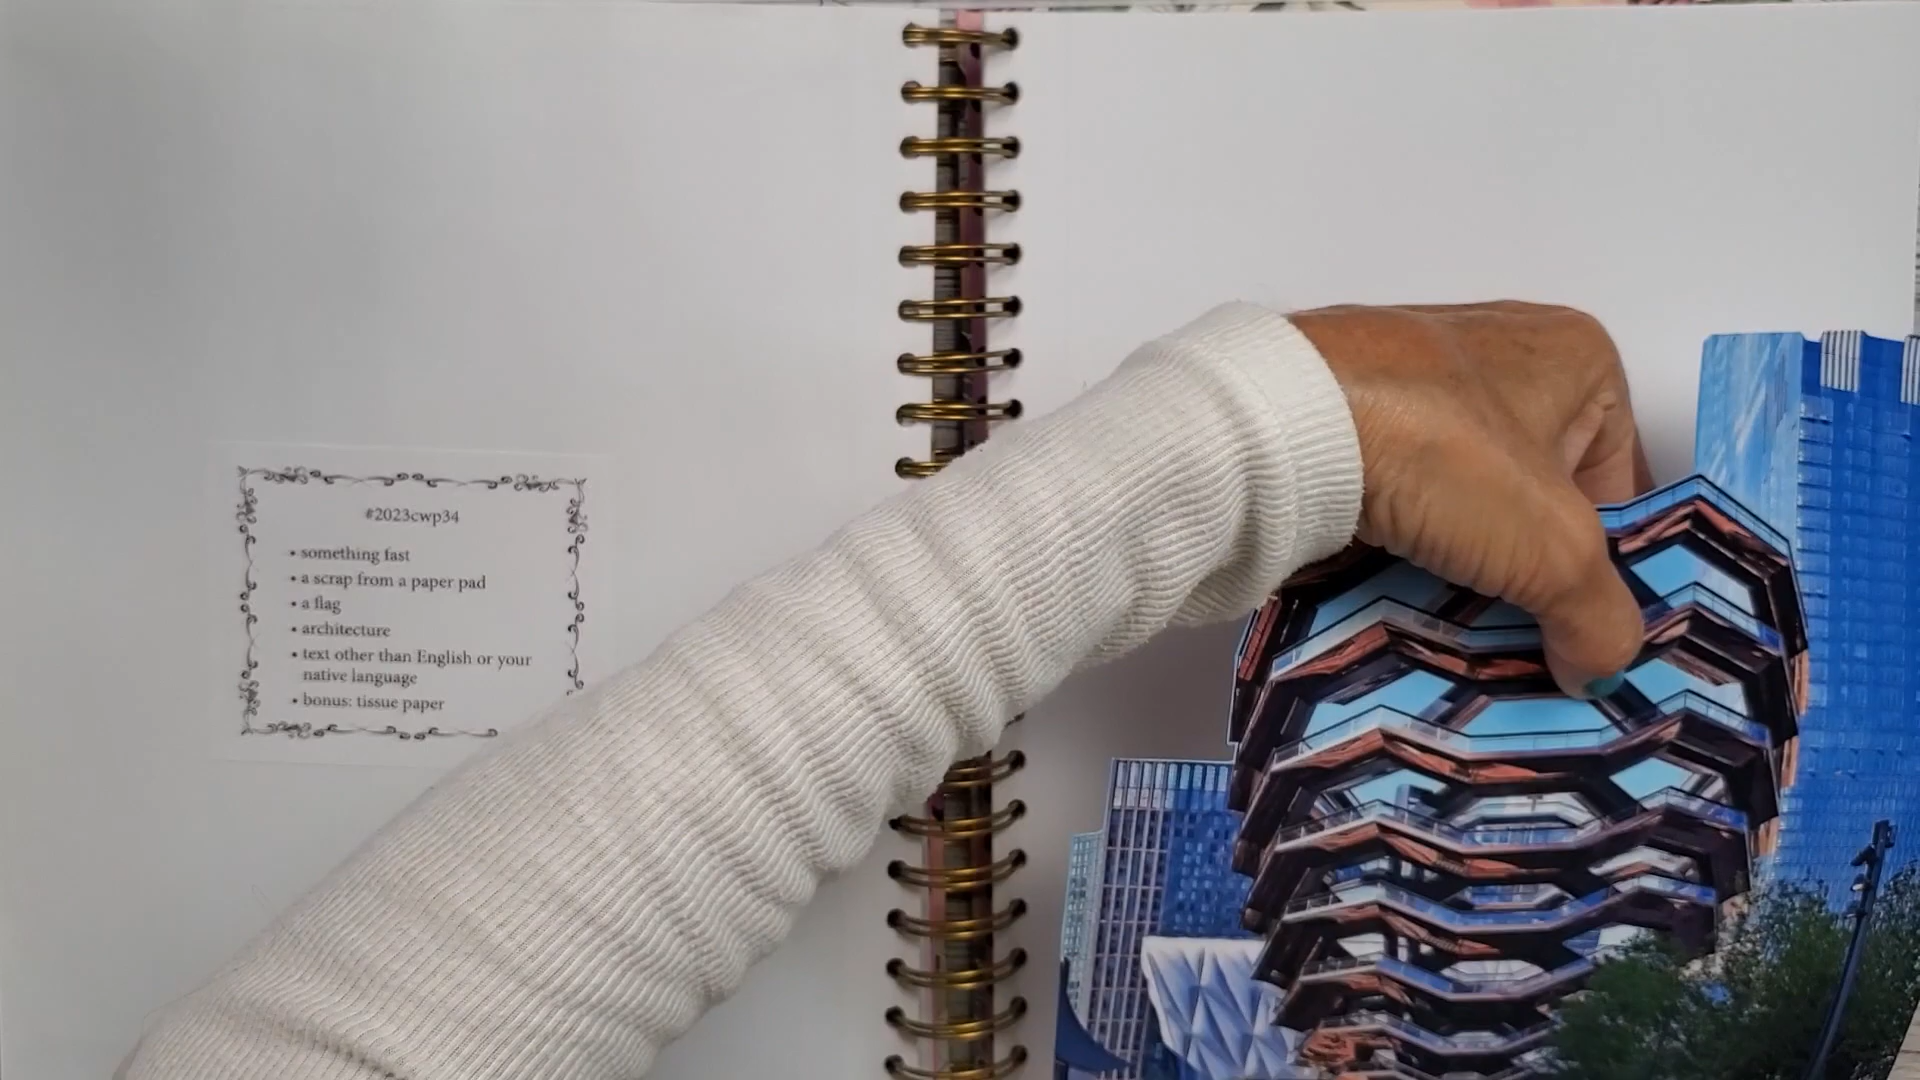 #2023cwp34
• something fast
• a scrap from a paper pad
• a flag
• architecture
• text other than English or your
native language
• bonus: tissue paper